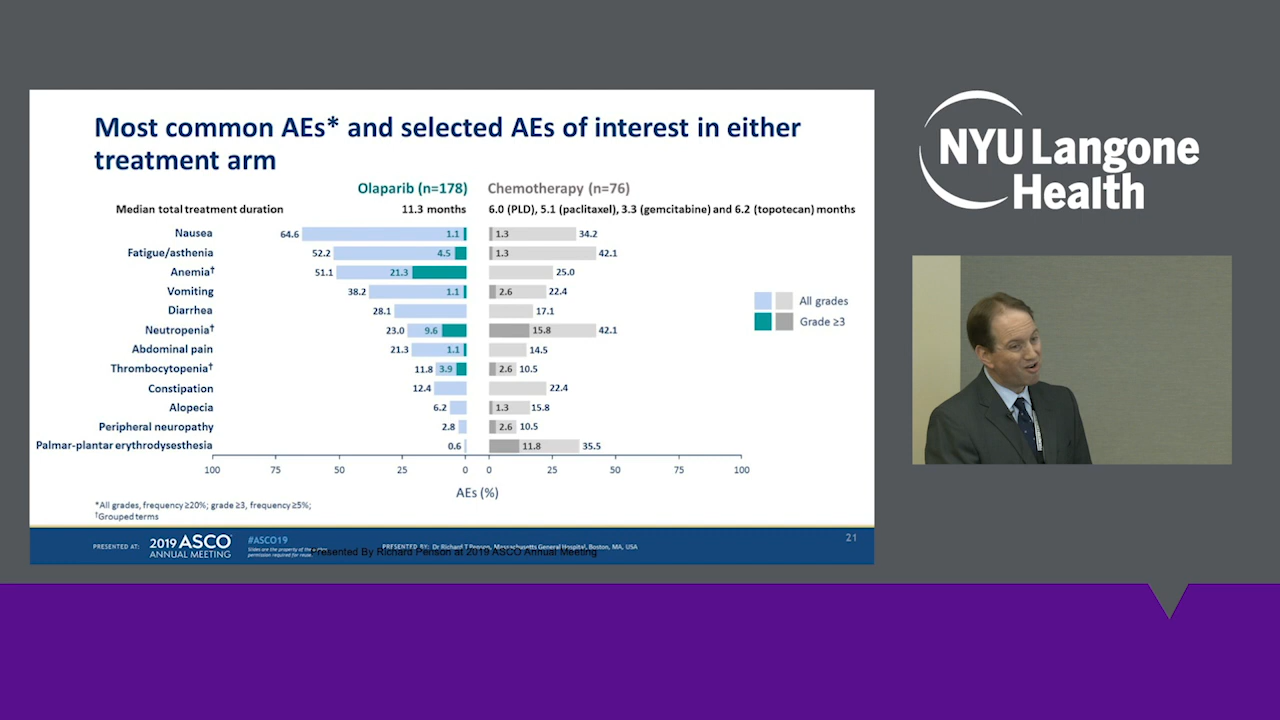 Most common AEs* and selected AEs of interest in either
treatment arm
Olaparib (n=178) Chemotherapy (n=76)
Median total treatment duration 11.3 months 6.0 (PLD), 5.1 (paclitaxel), 3.3 (gemcitabine) and 6.2 (topotecan) months
Nausea 64.6 1.1 1.3 34.2
Fatigue/asthenia 52.2 4.5 1.3 42.1
Anemia† 51.1 21.3 25.0
Vomiting 38.2 1.1 2.6 22.4
Diarrhea 28.1 17.1
Neutropenia† 23.0 9.6 15.8 42.1
Abdominal pain 21.3 1.1 14.5
Thrombocytopenia† 11.8 3.9 2.6 10.5
Constipation 12.4 22.4
Alopecia 6.2 1.3 15.8
Peripheral neuropathy 2.8 2.6 10.5
Palmar-plantar erythrodysesthesia 0.6 11.8 35.5
All grades
Grade ≥3
100 75 50 25 0 0 25 50 75 100
AEs (%)
*All grades, frequency ≥20%; grade ≥3, frequency ≥5%;
†Grouped terms
PRESENTED AT: 2019 ASCO
ANNUAL MEETING
#ASCO19
Slides are the property of the
permission required for reuse.
PRESENTED BY: Dr Richard T Penson, Massachusetts General Hospital, Boston, MA, USA
Presented By Richard Penson at 2019 ASCO Annual Meeting
21
NYU Langone
Health